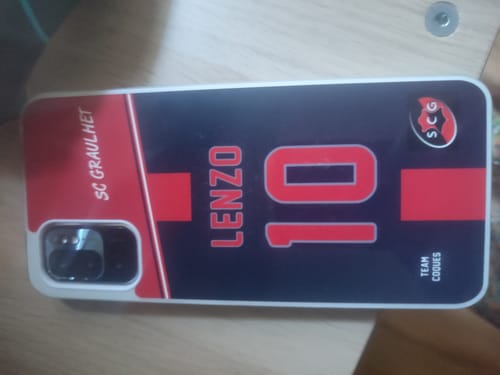 SC GRAULHET
LENZO
10
SCG
TEAM
COQUES